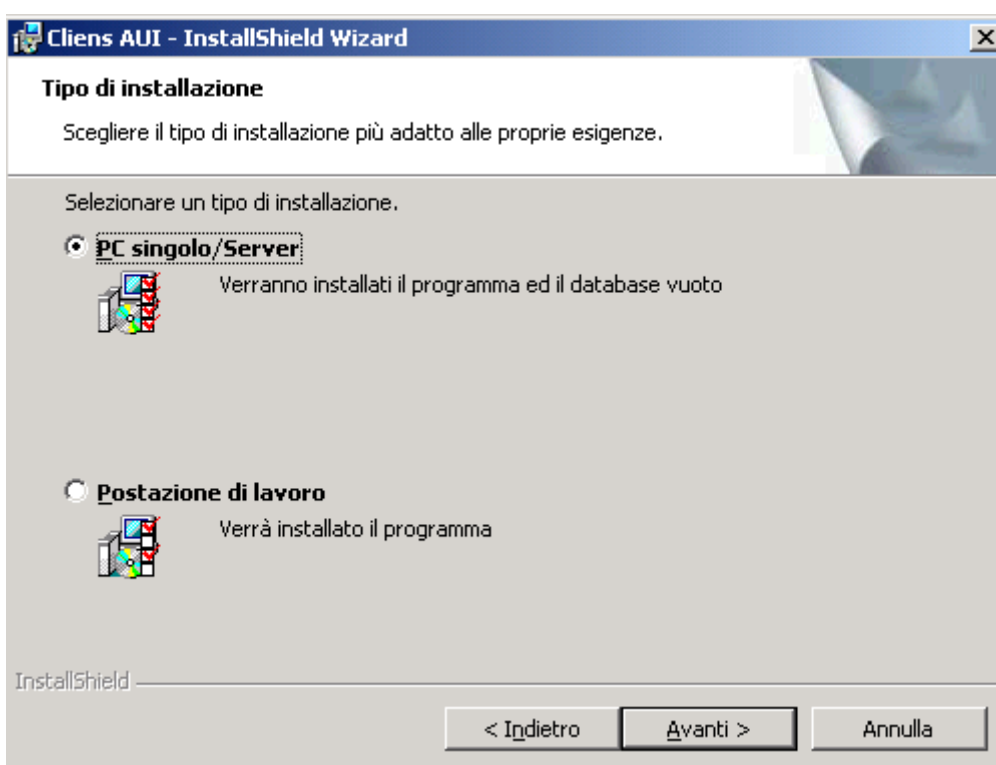 Cliens AUI - InstallShield Wizard
Tipo di installazione
Scegliere il tipo di installazione più adatto alle proprie esigenze.
Selezionare un tipo di installazione.
PC singolo/Server
Verranno installati il programma ed il database vuoto
Postazione di lavoro
Verrà installato il programma
InstallShield
< Indietro
Avanti >
Annulla